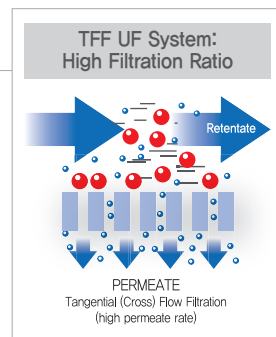 TFF UF System:
High Filtration Ratio
Retentate
PERMEATE
Tangential (Cross) Flow Filtration
(high permeate rate)